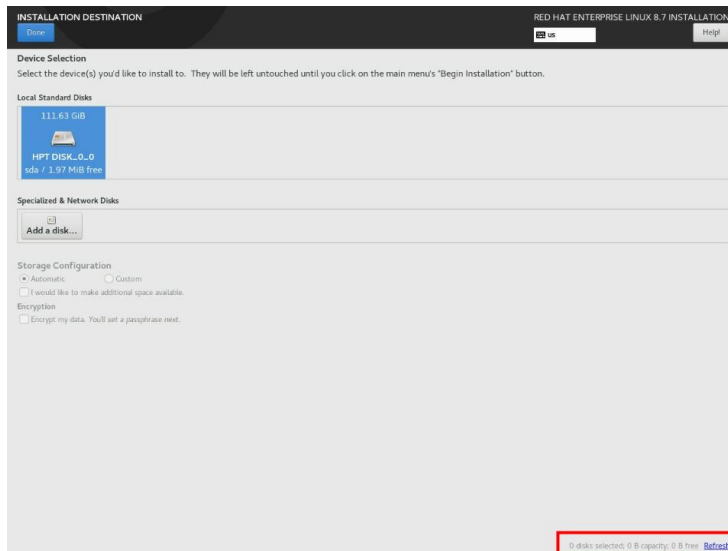 INSTALLATION DESTINATION
RED HAT ENTERPRISE LINUX 8.7 INSTALLATION
Done
us
Help!
Device Selection
Select the device(s) you'd like to install to. They will be left untouched until you click on the main menu's "Begin Installation" button.
Local Standard Disks
111.63 GiB
HPT DISK_0_0
sda / 1.97 MiB free
Specialized & Network Disks
Add a disk...
Storage Configuration
Automatic
Custom
I would like to make additional space available.
Encryption
Encrypt my data. You'll set a passphrase next.
0 disks selected; 0 B capacity; 0 B free Refresh